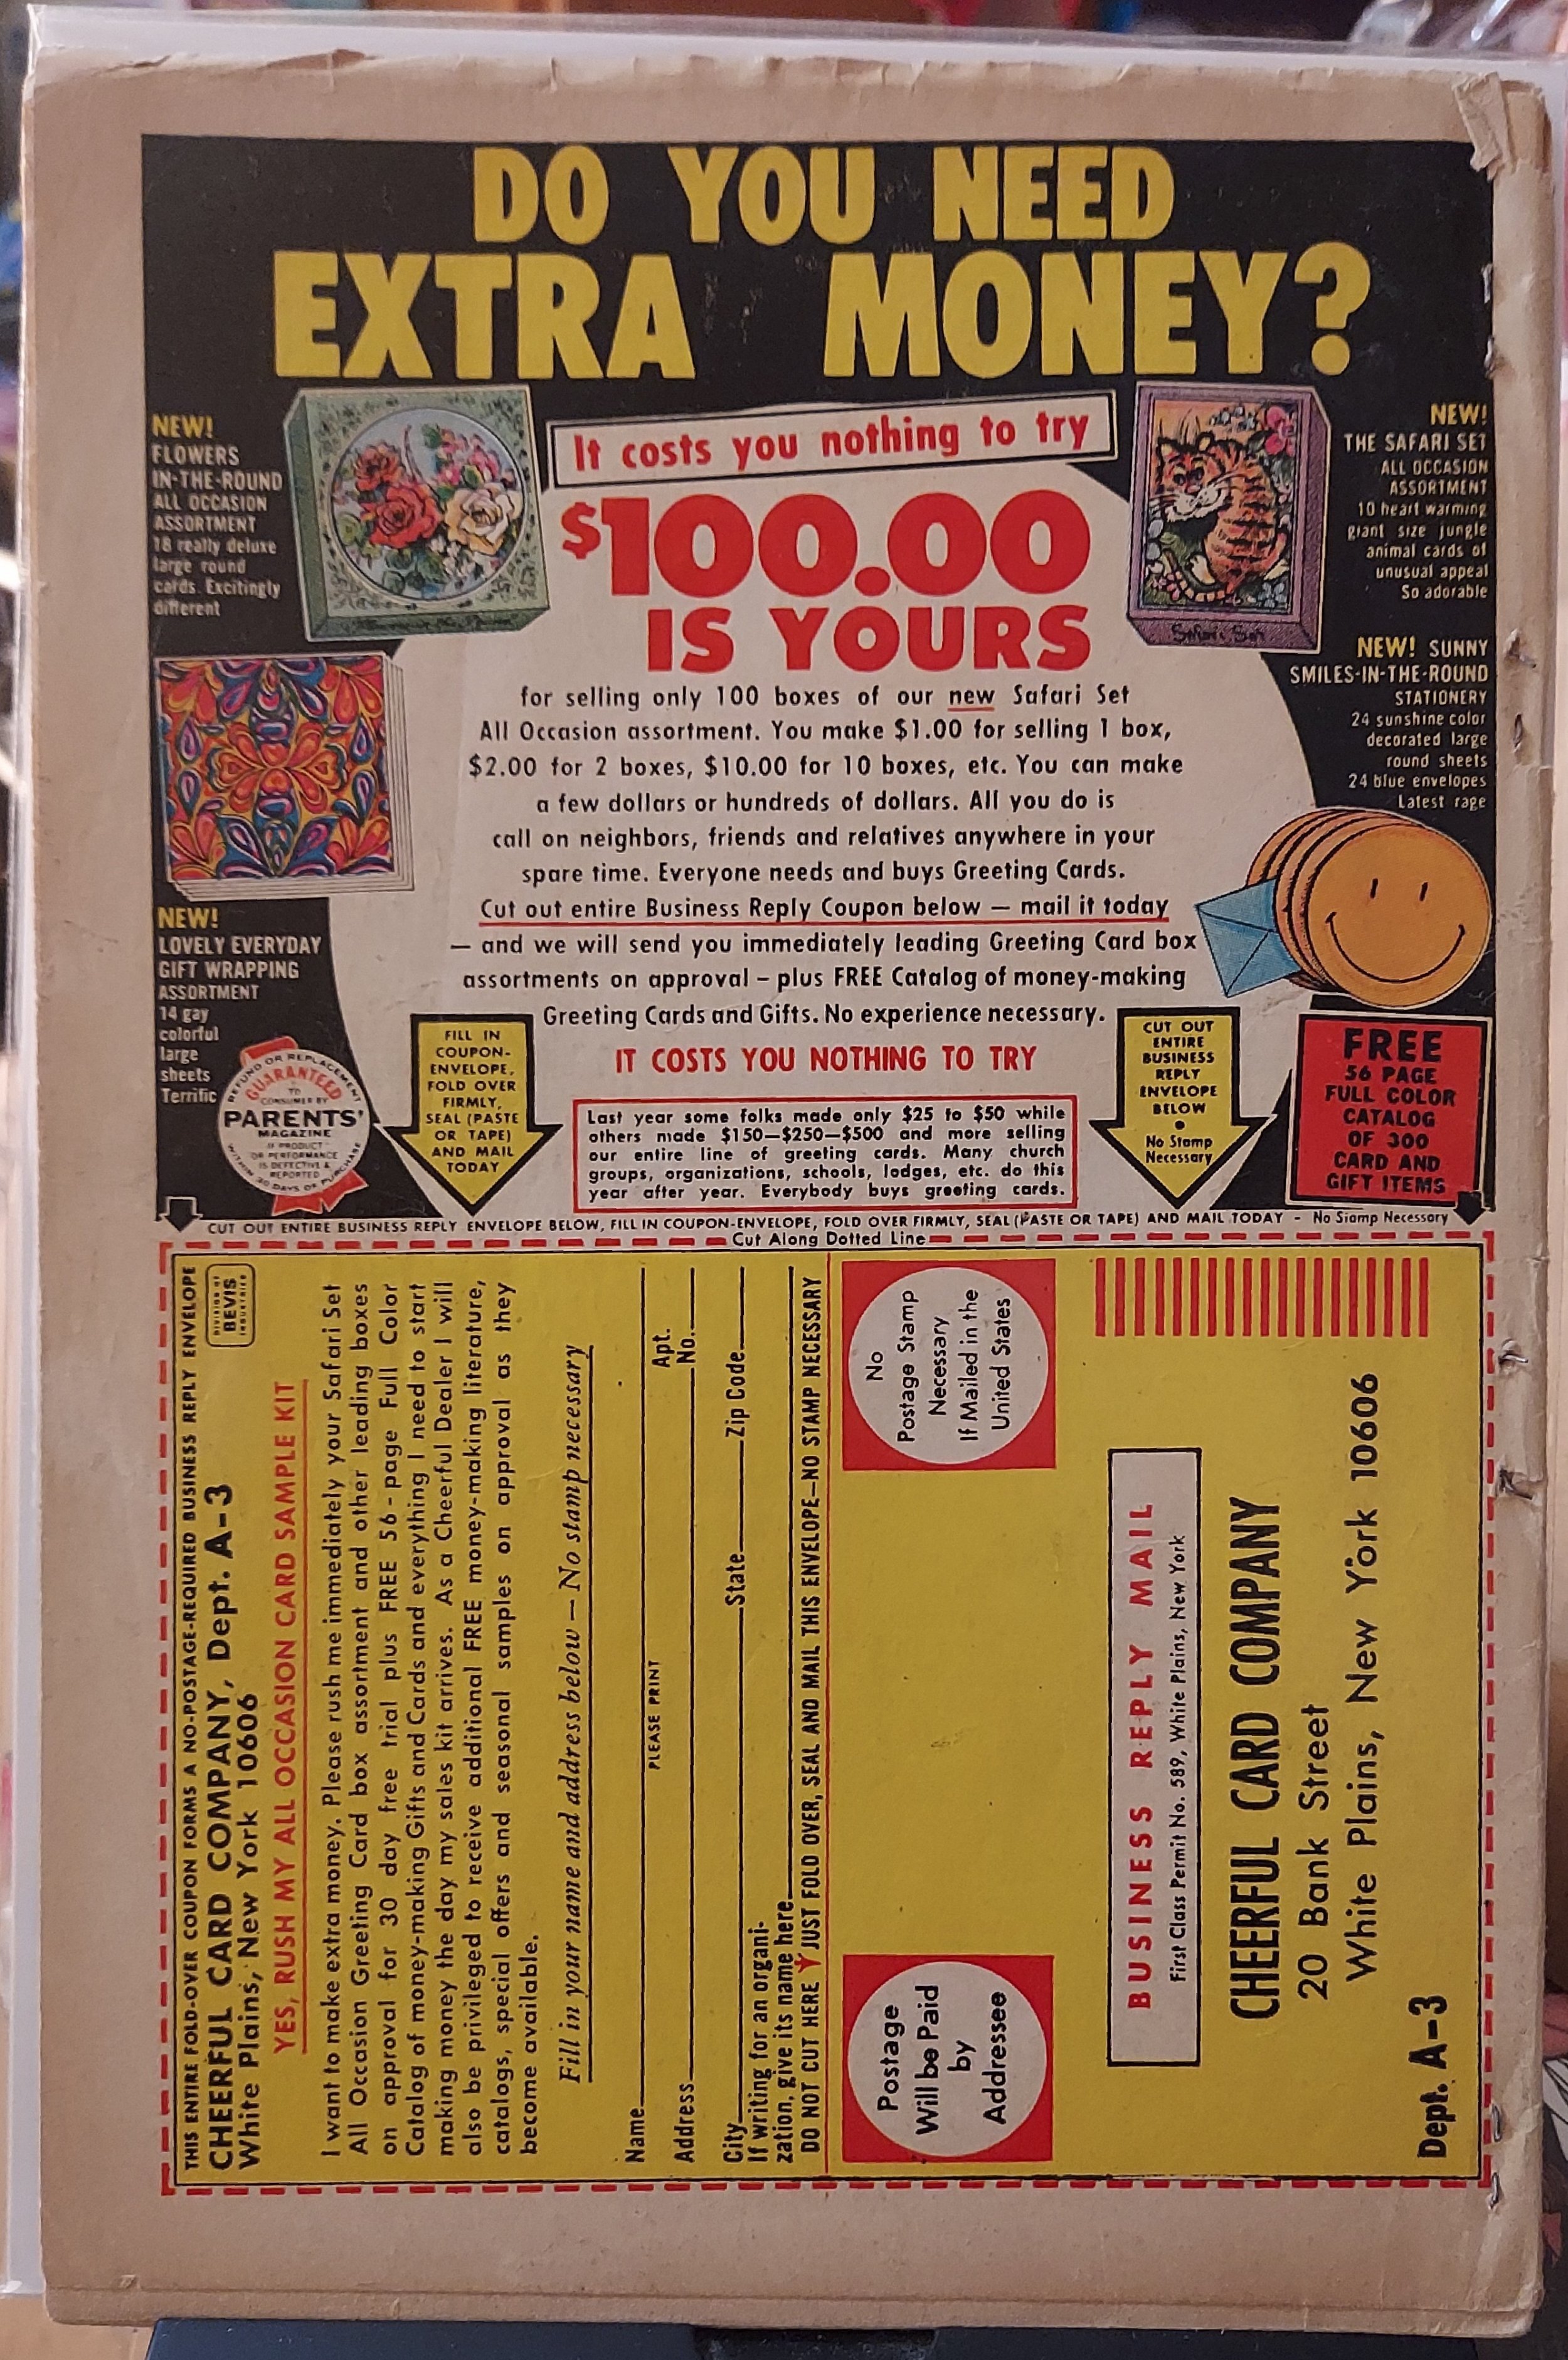 DO YOU NEED
EXTRA MONEY?
NEW!
FLOWERS
IN-THE-ROUND
ALL OCCASION
ASSORTMENT
18 really deluxe
large round
cards. Excitingly
different
It costs you nothing to try
$100.00
IS YOURS
for selling only 100 boxes of our new Safari Set
All Occasion assortment. You make $1.00 for selling 1 box,
$2.00 for 2 boxes, $10.00 for 10 boxes, etc. You can make
a few dollars or hundreds of dollars. All you do is
call on neighbors, friends and relatives anywhere in your
spare time. Everyone needs and buys Greeting Cards.
Cut out entire Business Reply Coupon below — mail it today
— and we will send you immediately leading Greeting Card box
assortments on approval – plus FREE Catalog of money-making
Greeting Cards and Gifts. No experience necessary.
IT COSTS YOU NOTHING TO TRY
Last year some folks made only $25 to $50 while
others made $150—$250—$500 and more selling
our entire line of greeting cards. Many church
groups, organizations, schools, lodges, etc. do this
year after year. Everybody buys greeting cards.
Safari Set
NEW!
THE SAFARI SET
ALL OCCASION
ASSORTMENT
10 heart warming
giant size jungle
animal cards of
unusual appeal
So adorable
NEW! SUNNY
SMILES-IN-THE-ROUND
STATIONERY
24 sunshine color
decorated large
round sheets
24 blue envelopes
Latest rage
NEW!
LOVELY EVERYDAY
GIFT WRAPPING
ASSORTMENT
14 gay
colorful
large
sheets
Terrific
REFUND OR REPLACEMENT
GUARANTEED
TO
CONSUMER BY
PARENTS'
MAGAZINE
IF PRODUCT
OR PERFORMANCE
IS DEFECTIVE &
REPORTED
WITHIN 30 DAYS OF PURCHASE
FILL IN
COUPON-
ENVELOPE,
FOLD OVER
FIRMLY,
SEAL (PASTE
OR TAPE)
AND MAIL
TODAY
CUT OUT
ENTIRE
BUSINESS
REPLY
ENVELOPE
BELOW
•
No Stamp
Necessary
FREE
56 PAGE
FULL COLOR
CATALOG
OF 300
CARD AND
GIFT ITEMS
CUT OUT ENTIRE BUSINESS REPLY ENVELOPE BELOW, FILL IN COUPON-ENVELOPE, FOLD OVER FIRMLY, SEAL (PASTE OR TAPE) AND MAIL TODAY – No Stamp Necessary
Cut Along Dotted Line
THIS ENTIRE FOLD-OVER COUPON FORMS A NO-POSTAGE-REQUIRED BUSINESS REPLY ENVELOPE
CHEERFUL CARD COMPANY, Dept. A-3
White Plains, New York 10606
Division of
BEVIS
Industries
YES, RUSH MY ALL OCCASION CARD SAMPLE KIT
I want to make extra money. Please rush me immediately your Safari Set
All Occasion Greeting Card box assortment and other leading boxes
on approval for 30 day free trial plus FREE 56-page Full Color
Catalog of money-making Gifts and Cards and everything I need to start
making money the day my sales kit arrives. As a Cheerful Dealer I will
also be privileged to receive additional FREE money-making literature,
catalogs, special offers and seasonal samples on approval as they
become available.
Fill in your name and address below — No stamp necessary
Name
PLEASE PRINT
Address Apt. No.
City State Zip Code
If writing for an organi-
zation, give its name here
DO NOT CUT HERE JUST FOLD OVER, SEAL AND MAIL THIS ENVELOPE—NO STAMP NECESSARY
Postage
Will be Paid
by
Addressee
No
Postage Stamp
Necessary
If Mailed in the
United States
BUSINESS REPLY MAIL
First Class Permit No. 589, White Plains, New York
CHEERFUL CARD COMPANY
20 Bank Street
White Plains, New York 10606
Dept. A-3